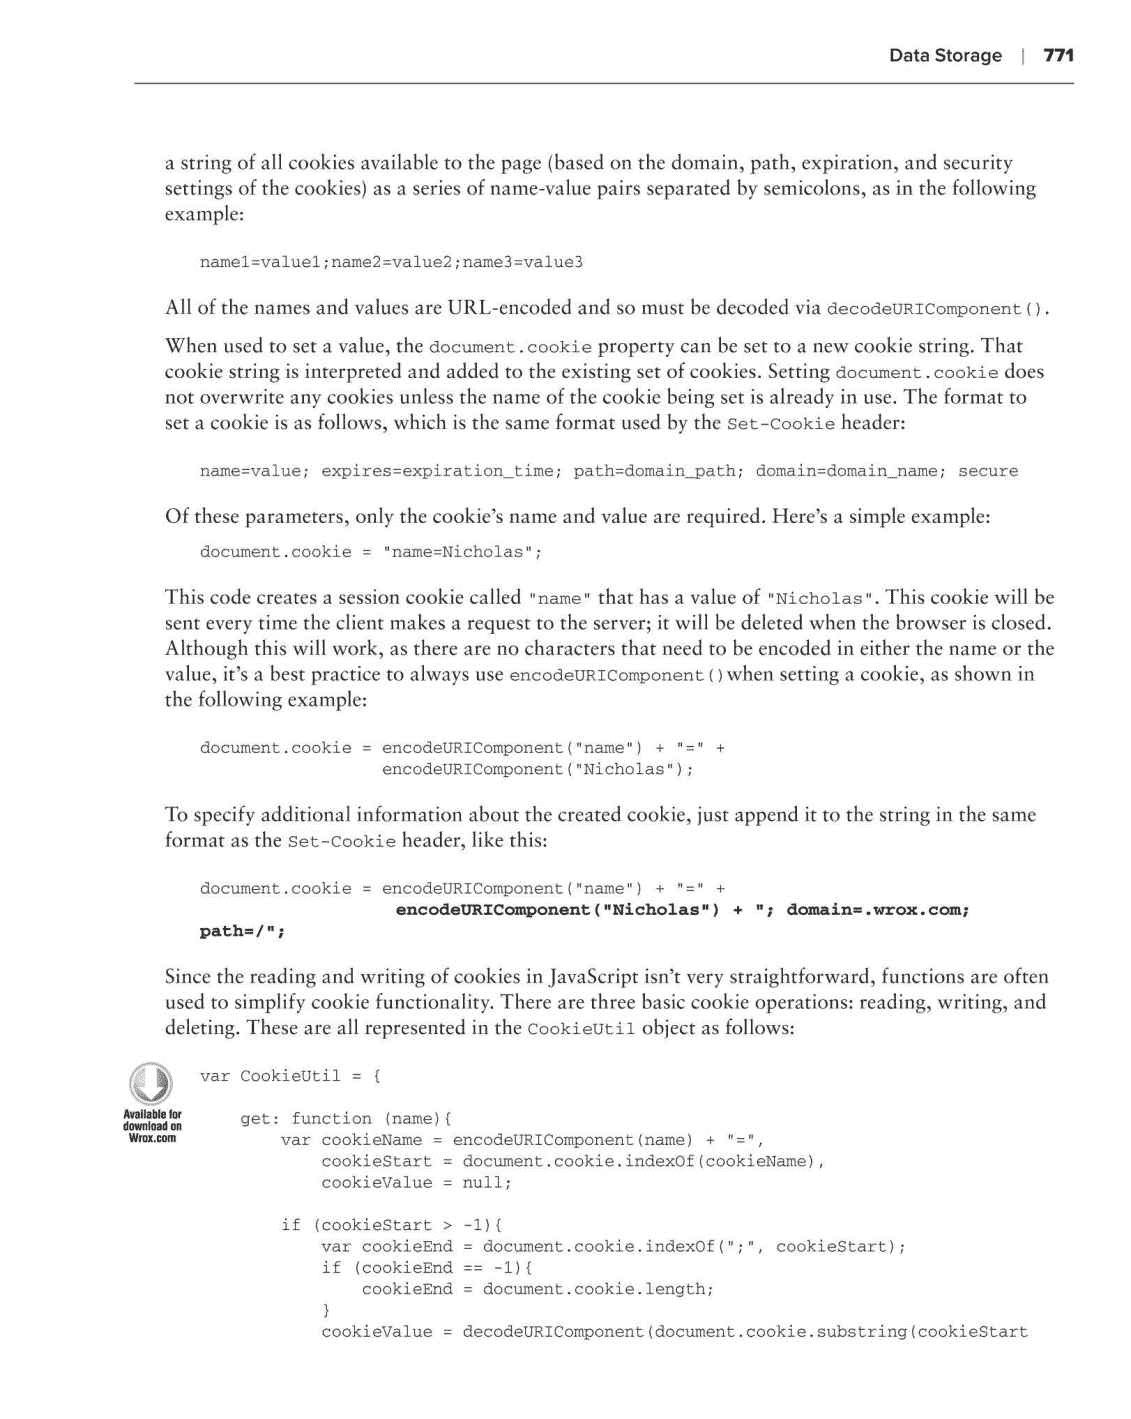 Data Storage | 771
a string of all cookies available to the page (based on the domain, path, expiration, and security
settings of the cookies) as a series of name-value pairs separated by semicolons, as in the following
example:
name1=value1;name2=value2;name3=value3
All of the names and values are URL-encoded and so must be decoded via decodeURIComponent().
When used to set a value, the document.cookie property can be set to a new cookie string. That
cookie string is interpreted and added to the existing set of cookies. Setting document.cookie does
not overwrite any cookies unless the name of the cookie being set is already in use. The format to
set a cookie is as follows, which is the same format used by the Set-Cookie header:
name=value; expires=expiration_time; path=domain_path; domain=domain_name; secure
Of these parameters, only the cookie’s name and value are required. Here’s a simple example:
document.cookie = "name=Nicholas";
This code creates a session cookie called "name" that has a value of "Nicholas". This cookie will be
sent every time the client makes a request to the server; it will be deleted when the browser is closed.
Although this will work, as there are no characters that need to be encoded in either the name or the
value, it’s a best practice to always use encodeURIComponent()when setting a cookie, as shown in
the following example:
document.cookie = encodeURIComponent("name") + "=" +
encodeURIComponent("Nicholas");
To specify additional information about the created cookie, just append it to the string in the same
format as the Set-Cookie header, like this:
document.cookie = encodeURIComponent("name") + "=" +
encodeURIComponent("Nicholas") + "; domain=.wrox.com;
path=/";
Since the reading and writing of cookies in JavaScript isn’t very straightforward, functions are often
used to simplify cookie functionality. There are three basic cookie operations: reading, writing, and
deleting. These are all represented in the CookieUtil object as follows:
Available for
download on
Wrox.com
var CookieUtil = {
get: function (name){
var cookieName = encodeURIComponent(name) + "=",
cookieStart = document.cookie.indexOf(cookieName),
cookieValue = null;
if (cookieStart > -1){
var cookieEnd = document.cookie.indexOf(";", cookieStart);
if (cookieEnd == -1){
cookieEnd = document.cookie.length;
}
cookieValue = decodeURIComponent(document.cookie.substring(cookieStart